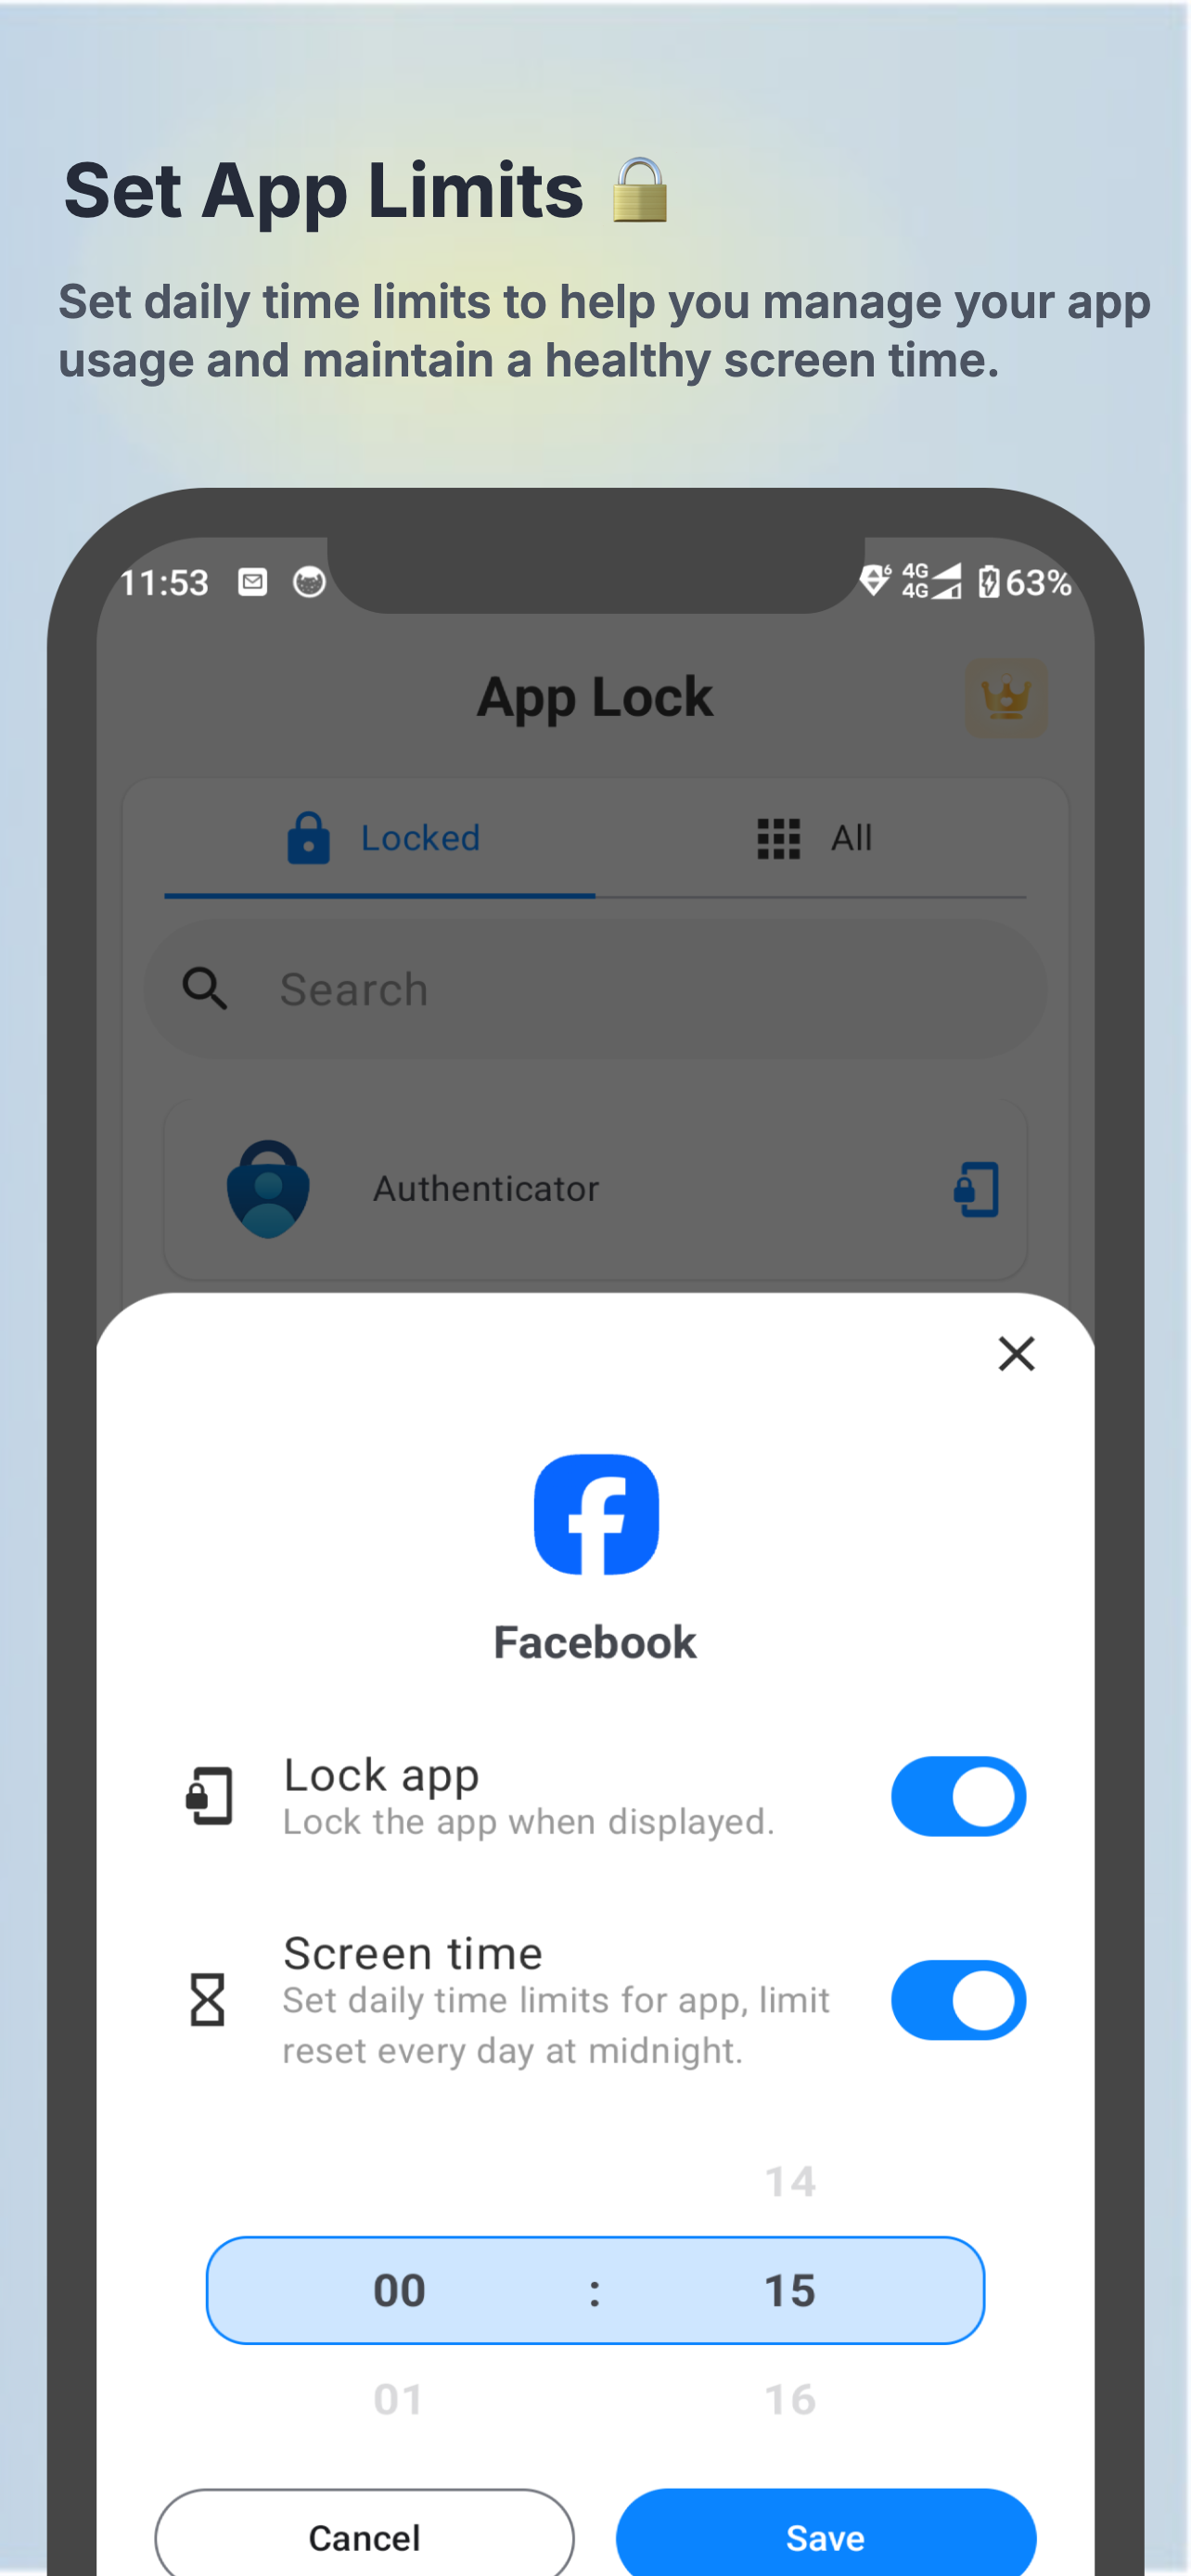 Set App Limits 🔒
Set daily time limits to help you manage your app
usage and maintain a healthy screen time.
11:53
6 4G 4G 63%
App Lock
Locked All
Search
Authenticator
Facebook
Lock app
Lock the app when displayed.
Screen time
Set daily time limits for app, limit
reset every day at midnight.
14
00 : 15
01 16
Cancel Save